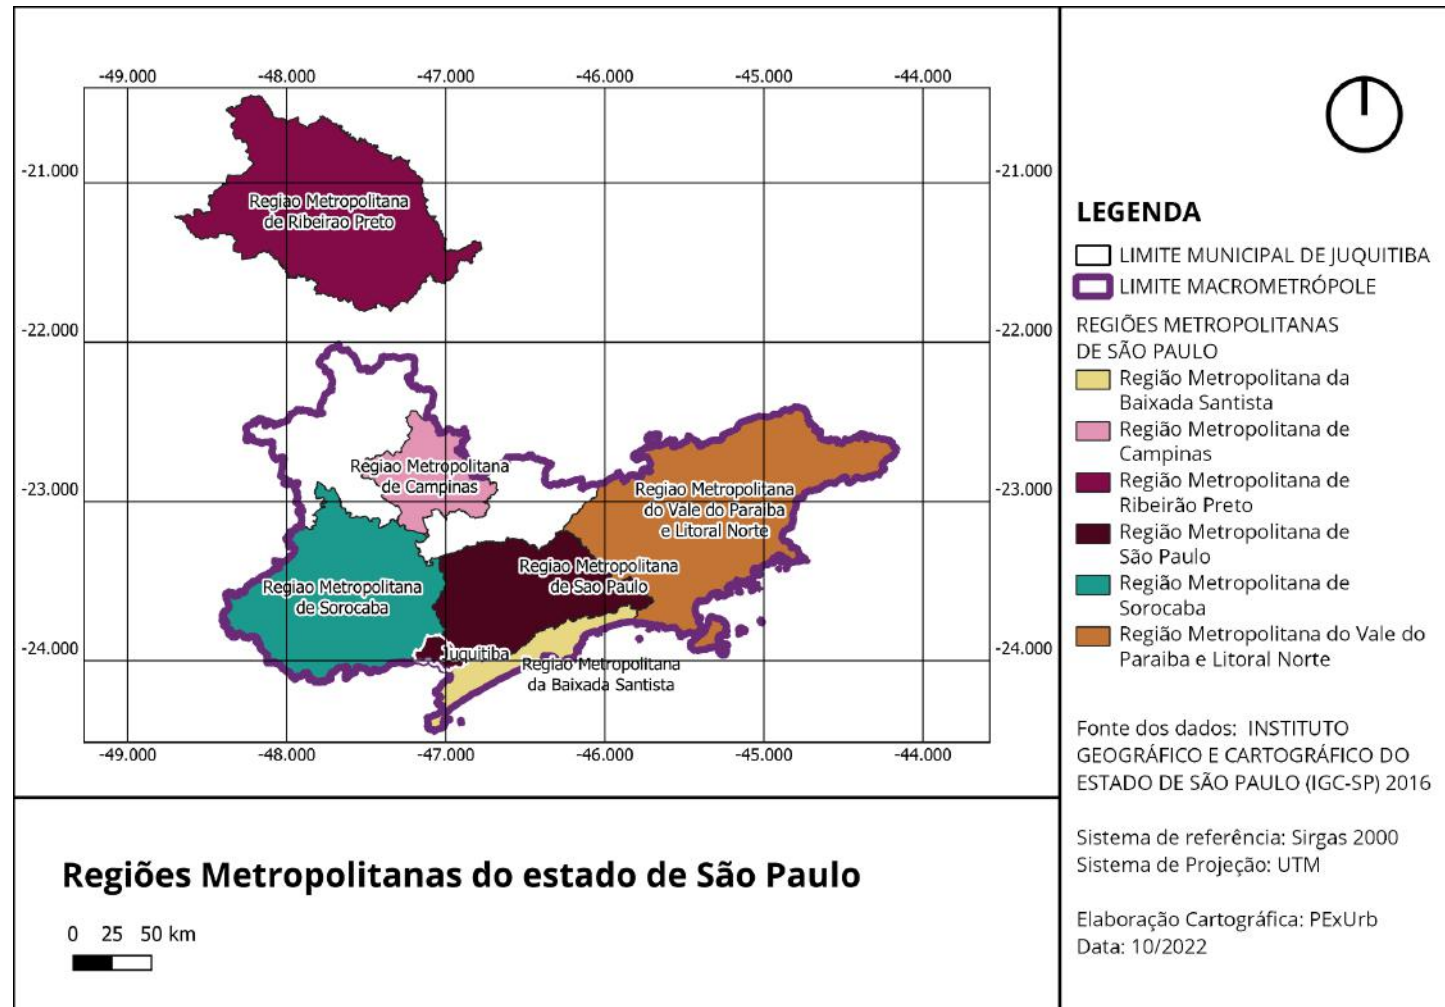 -49.000 -48.000 -47.000 -46.000 -45.000 -44.000
-21.000 -21.000
Regiao Metropolitana
de Ribeirao Preto
-22.000 -22.000
Regiao Metropolitana
de Campinas
-23.000 -23.000
Regiao Metropolitana
do Vale do Paraiba
e Litoral Norte
Regiao Metropolitana
de Sao Paulo
Regiao Metropolitana
de Sorocaba
-24.000 -24.000
Juquitiba
Regiao Metropolitana
da Baixada Santista
-49.000 -48.000 -47.000 -46.000 -45.000 -44.000
LEGENDA
LIMITE MUNICIPAL DE JUQUITIBA
LIMITE MACROMETRÓPOLE
REGIÕES METROPOLITANAS
DE SÃO PAULO
Região Metropolitana da
Baixada Santista
Região Metropolitana de
Campinas
Região Metropolitana de
Ribeirão Preto
Região Metropolitana de
São Paulo
Região Metropolitana de
Sorocaba
Região Metropolitana do Vale do
Paraiba e Litoral Norte
Fonte dos dados: INSTITUTO
GEOGRÁFICO E CARTOGRÁFICO DO
ESTADO DE SÃO PAULO (IGC-SP) 2016
Sistema de referência: Sirgas 2000
Sistema de Projeção: UTM
Elaboração Cartográfica: PExUrb
Data: 10/2022
Regiões Metropolitanas do estado de São Paulo
0 25 50 km